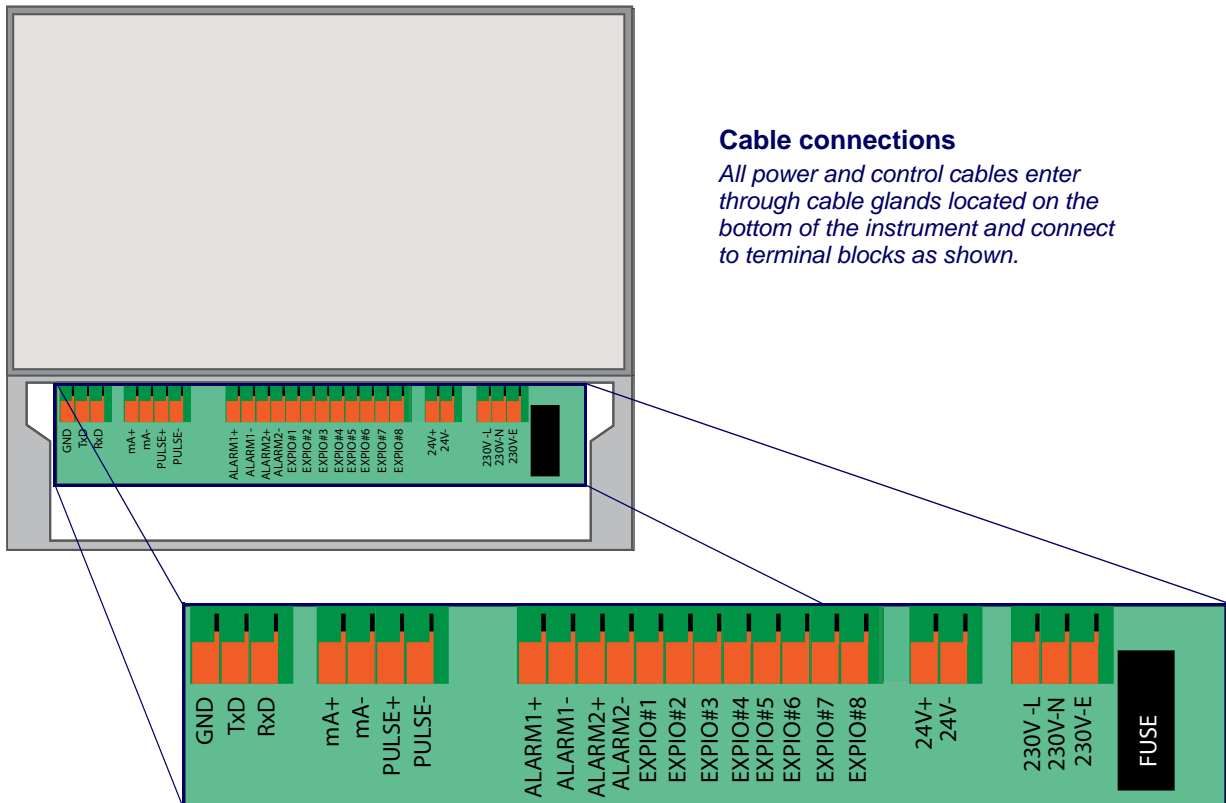 Cable connections
All power and control cables enter
through cable glands located on the
bottom of the instrument and connect
to terminal blocks as shown.
GND
TxD
RxD
mA+
mA-
PULSE+
PULSE-
ALARM1+
ALARM1-
ALARM2+
ALARM2-
EXPIO#1
EXPIO#2
EXPIO#3
EXPIO#4
EXPIO#5
EXPIO#6
EXPIO#7
EXPIO#8
24V+
24V-
230V -L
230V-N
230V-E
GND
TxD
RxD
mA+
mA-
PULSE+
PULSE-
ALARM1+
ALARM1-
ALARM2+
ALARM2-
EXPIO#1
EXPIO#2
EXPIO#3
EXPIO#4
EXPIO#5
EXPIO#6
EXPIO#7
EXPIO#8
24V+
24V-
230V -L
230V-N
230V-E
FUSE